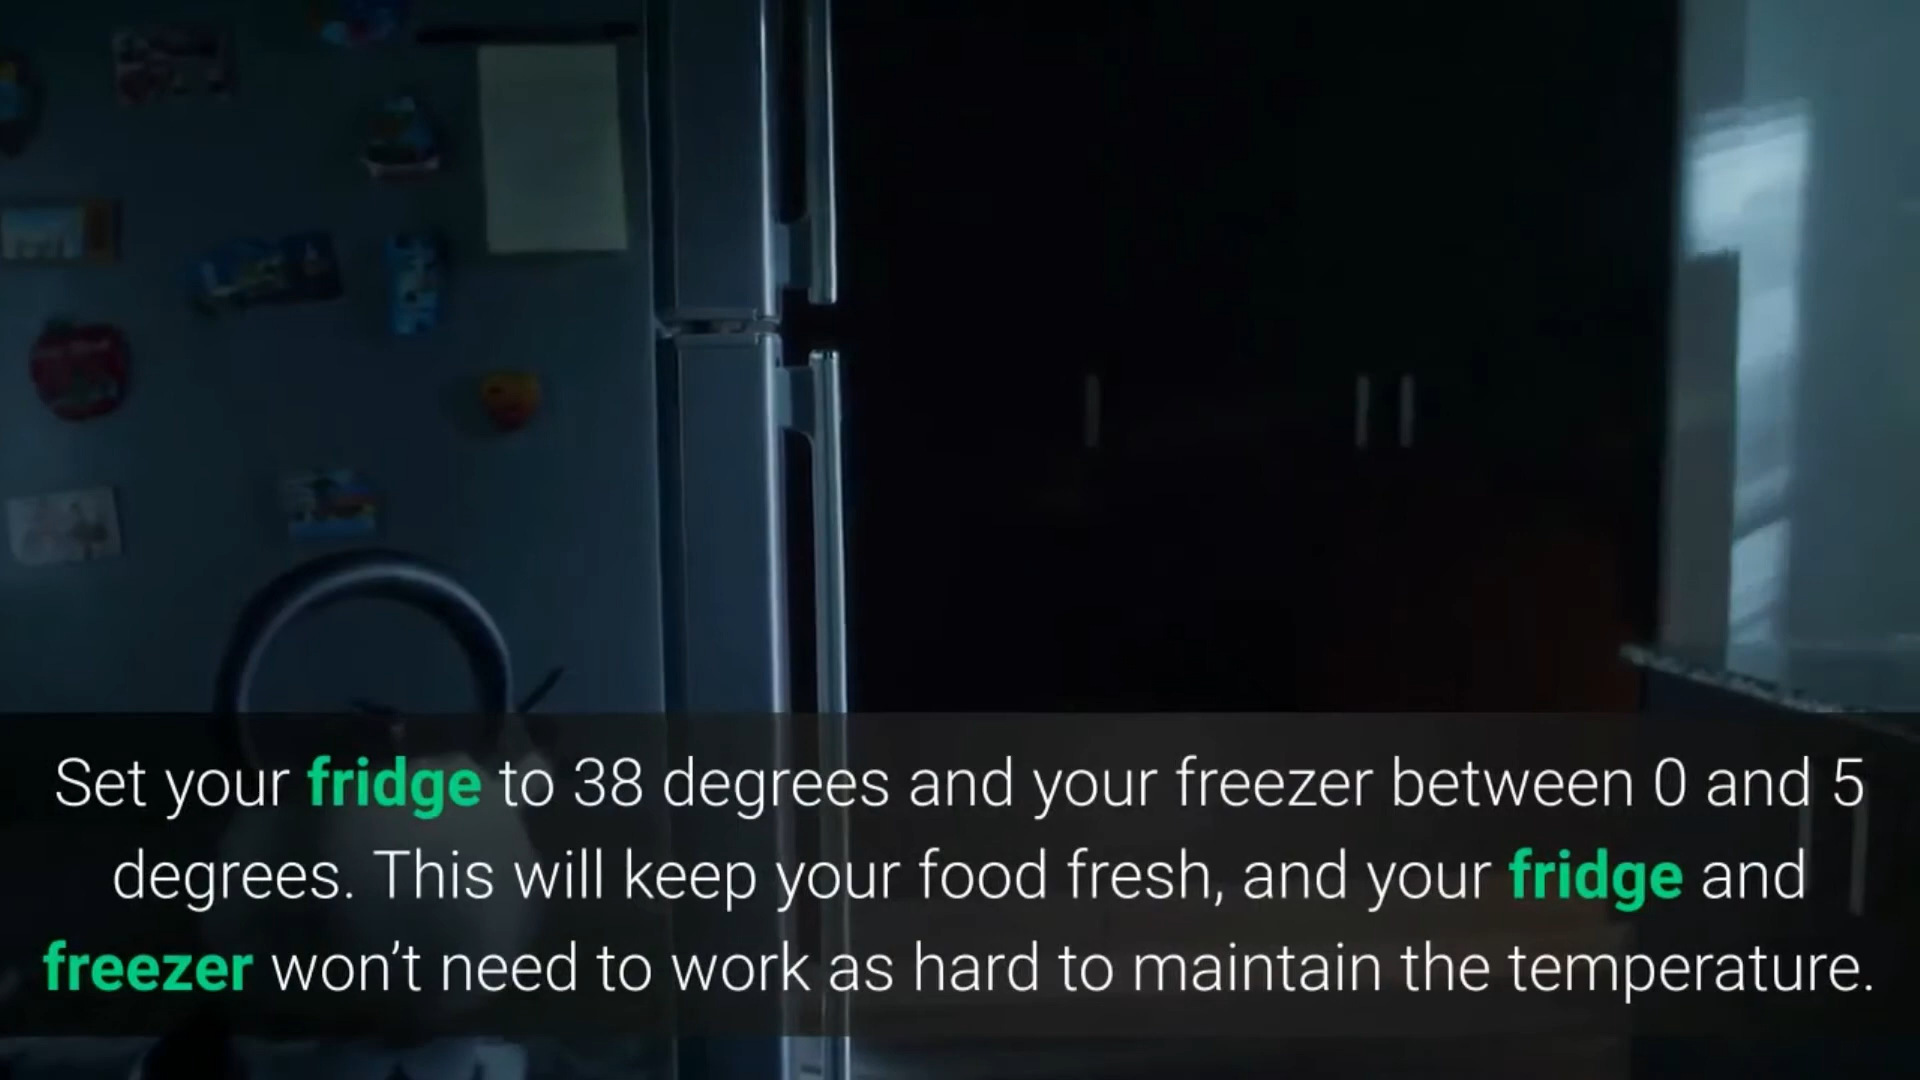 Set your fridge to 38 degrees and your freezer between 0 and 5
degrees. This will keep your food fresh, and your fridge and
freezer won’t need to work as hard to maintain the temperature.